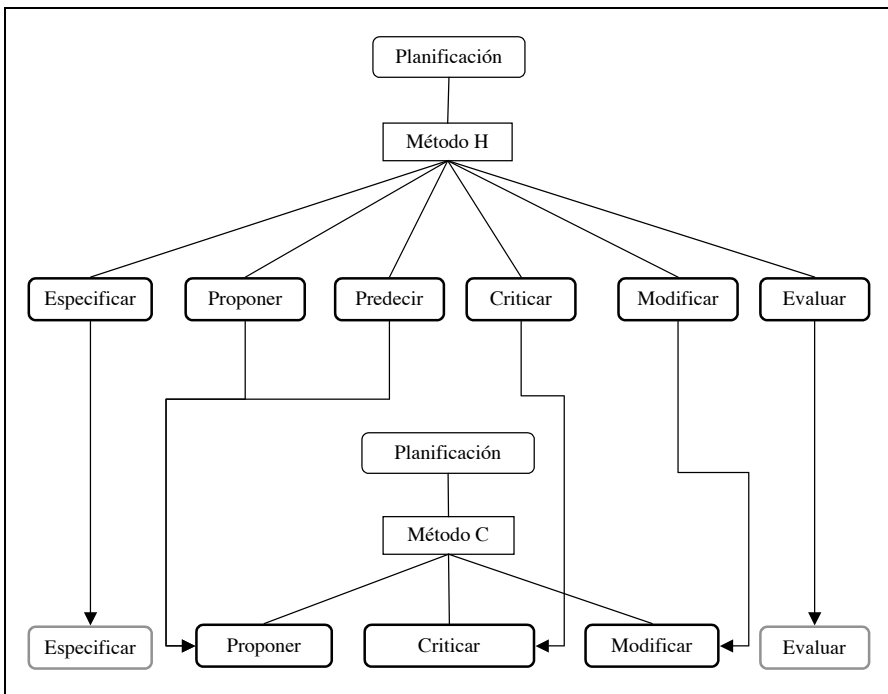 Planificación
Método H
Especificar
Proponer
Predecir
Criticar
Modificar
Evaluar
Planificación
Método C
Especificar
Proponer
Criticar
Modificar
Evaluar